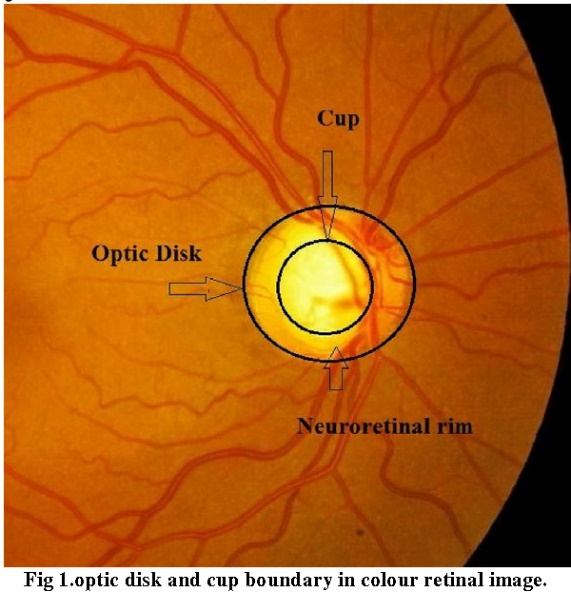 Cup
Optic Disk
Neuroretinal rim
Fig 1.optic disk and cup boundary in colour retinal image.